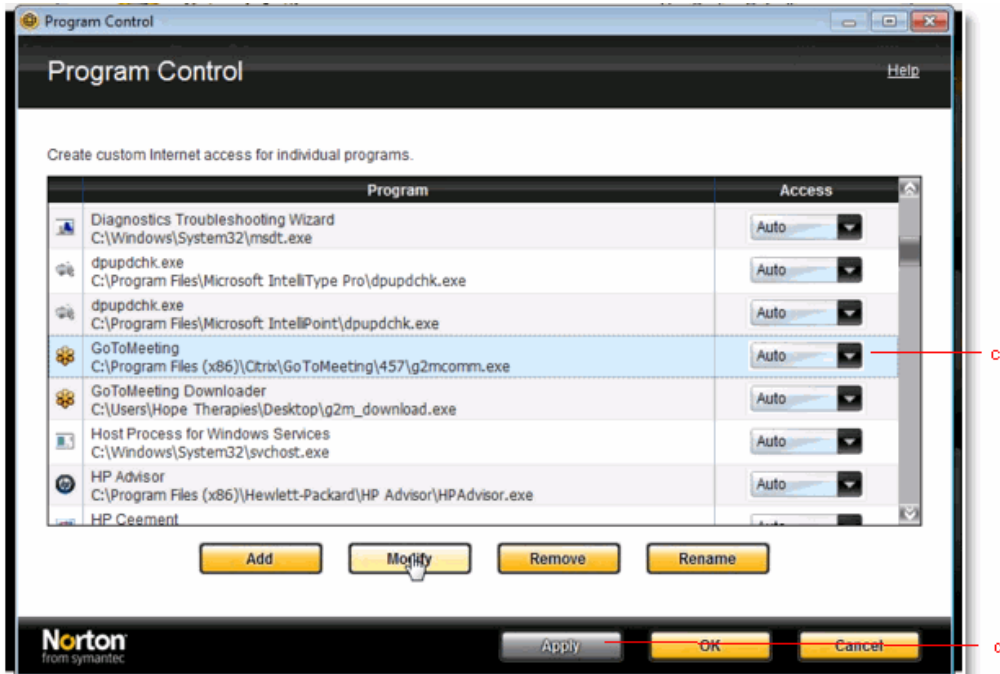 Program Control
Program Control
Help
Create custom Internet access for individual programs.
Program Access
Diagnostics Troubleshooting Wizard
C:\Windows\System32\msdt.exe
Auto
dpupdchk.exe
C:\Program Files\Microsoft IntelliType Pro\dpupdchk.exe
Auto
dpupdchk.exe
C:\Program Files\Microsoft IntelliPoint\dpupdchk.exe
Auto
GoToMeeting
C:\Program Files (x86)\Citrix\GoToMeeting\457\g2mcomm.exe
Auto
c
GoToMeeting Downloader
C:\Users\Hope Therapies\Desktop\g2m_download.exe
Auto
Host Process for Windows Services
C:\Windows\System32\svchost.exe
Auto
HP Advisor
C:\Program Files (x86)\Hewlett-Packard\HP Advisor\HPAdvisor.exe
Auto
HP Ceement
Add Modify Remove Rename
Norton
from symantec
Apply OK Cancel